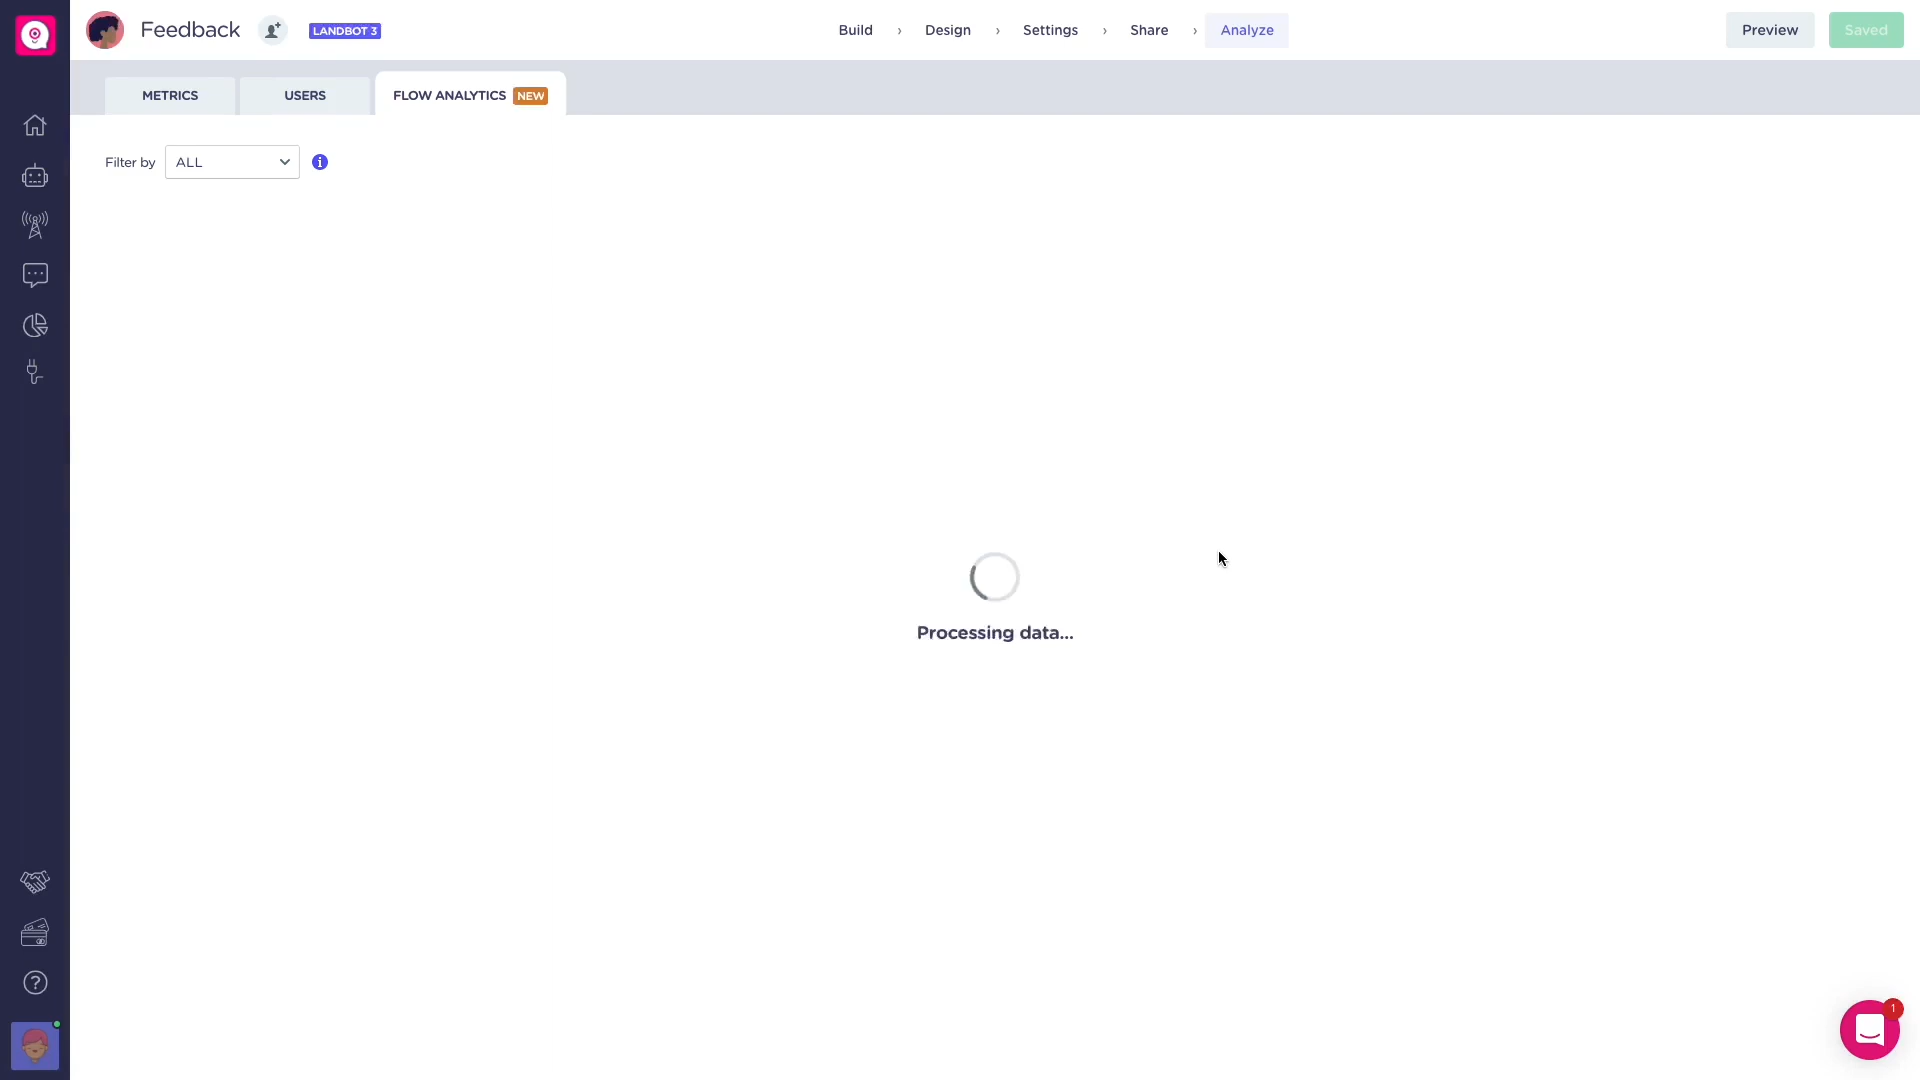 Feedback
LANDBOT 3
Build
Design
Settings
Share
Analyze
Preview
Saved
METRICS
USERS
FLOW ANALYTICS NEW
Filter by
ALL
Processing data...
1